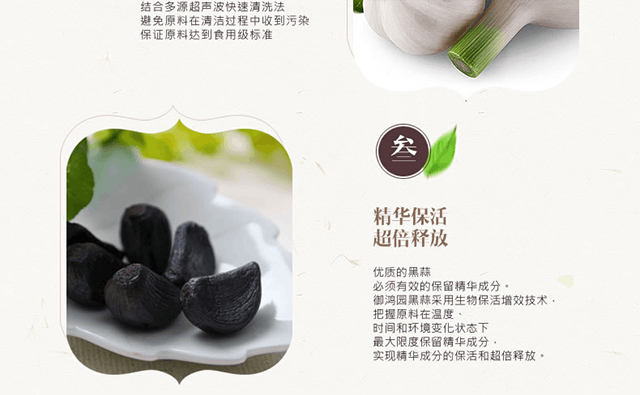 结合多源超声波快速清洗法
避免原料在清洁过程中收到污染
保证原料达到食用级标准
叁
精华保活
超倍释放
优质的黑蒜
必须有效的保留精华成分。
御鸿园黑蒜采用生物保活增效技术，
把握原料在温度、
时间和环境变化状态下
最大限度保留精华成分，
实现精华成分的保活和超倍释放。